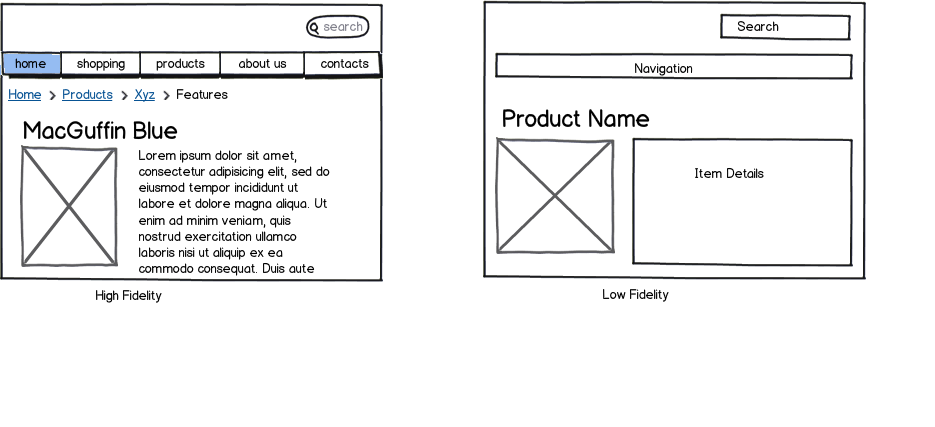 search
home shopping products about us contacts
Home Products Xyz Features
MacGuffin Blue
Lorem ipsum dolor sit amet,
consectetur adipisicing elit, sed do
eiusmod tempor incididunt ut
labore et dolore magna aliqua. Ut
enim ad minim veniam, quis
nostrud exercitation ullamco
laboris nisi ut aliquip ex ea
commodo consequat. Duis aute
High Fidelity
Search
Navigation
Product Name
Item Details
Low Fidelity